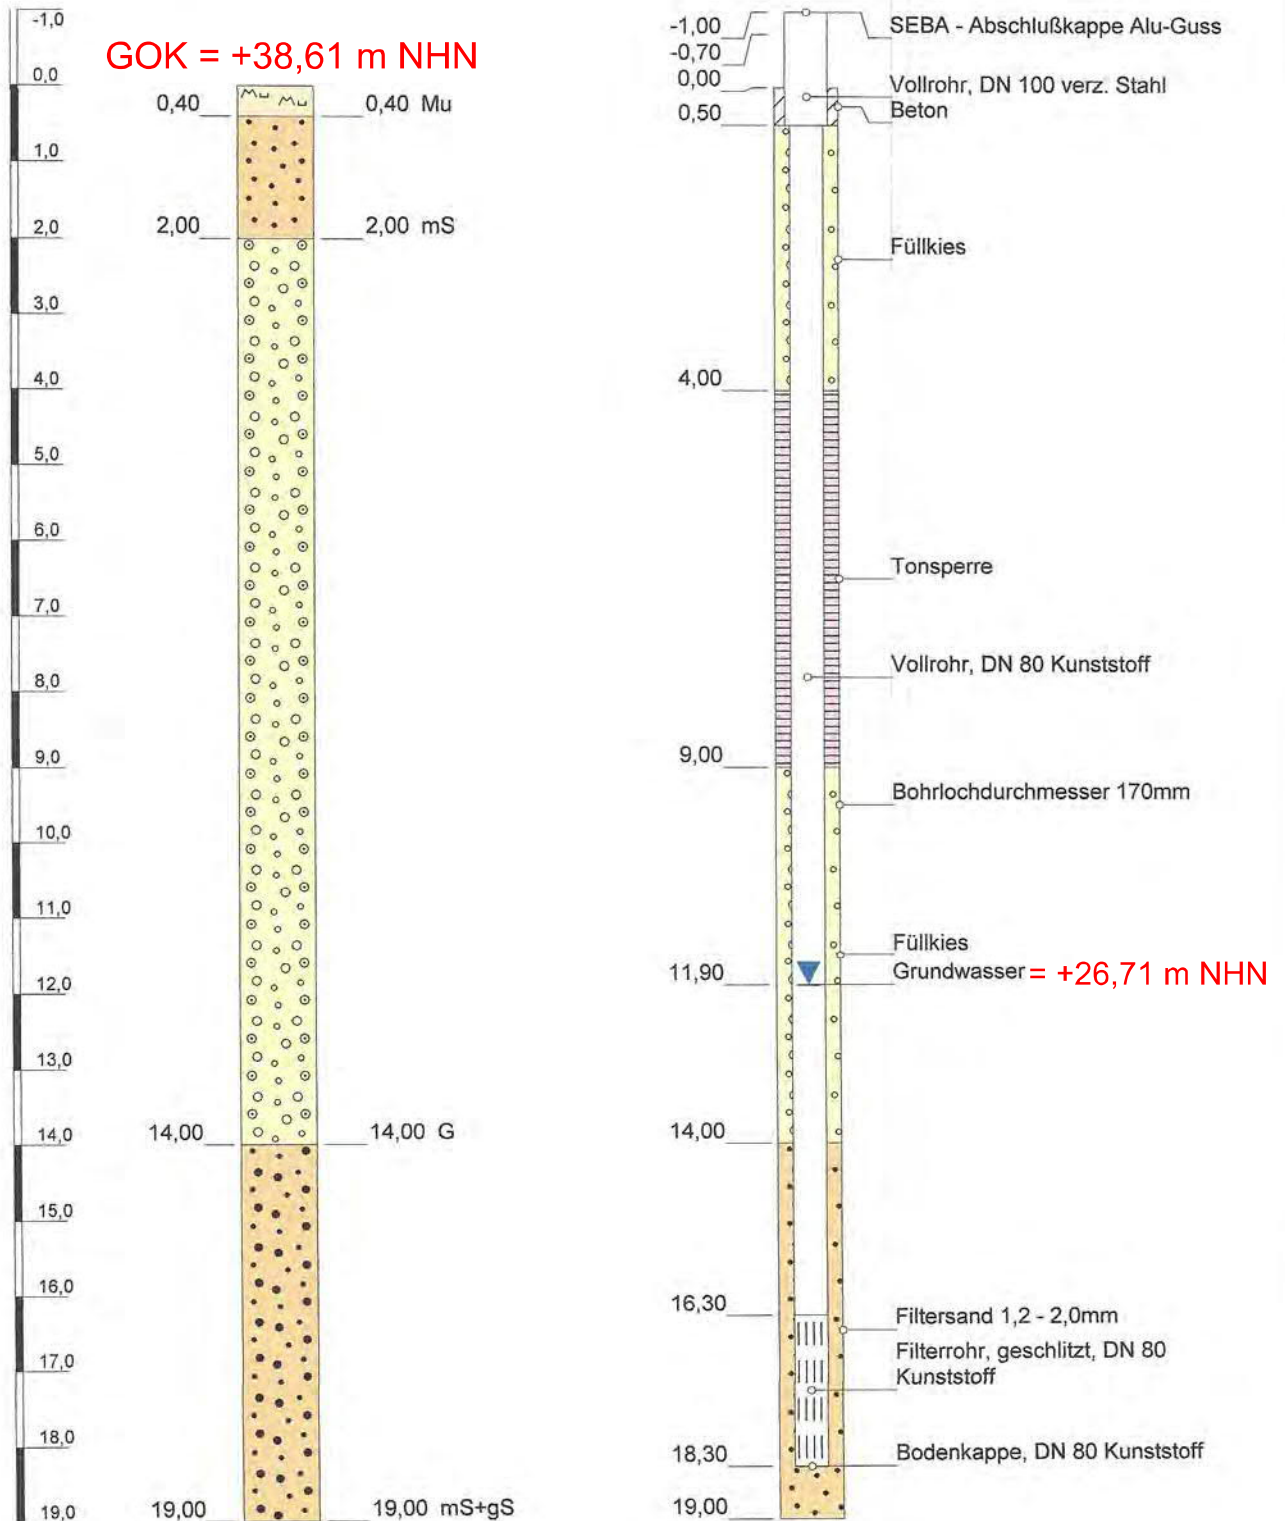 -1,0
GOK = +38,61 m NHN
0,0
0,40
0,40 Mu
1,0
2,00
2,00 mS
2,0
3,0
4,0
5,0
6,0
7,0
8,0
9,0
10,0
11,0
12,0
13,0
14,00
14,00 G
14,0
15,0
16,0
17,0
18,0
19,00
19,00 mS+gS
19,0
-1,00
SEBA - Abschlußkappe Alu-Guss
-0,70
0,00
Vollrohr, DN 100 verz. Stahl
0,50
Beton
Füllkies
4,00
Tonsperre
Vollrohr, DN 80 Kunststoff
9,00
Bohrlochdurchmesser 170mm
Füllkies
11,90
Grundwasser = +26,71 m NHN
14,00
16,30
Filtersand 1,2 - 2,0mm
Filterrohr, geschlitzt, DN 80
Kunststoff
18,30
Bodenkappe, DN 80 Kunststoff
19,00